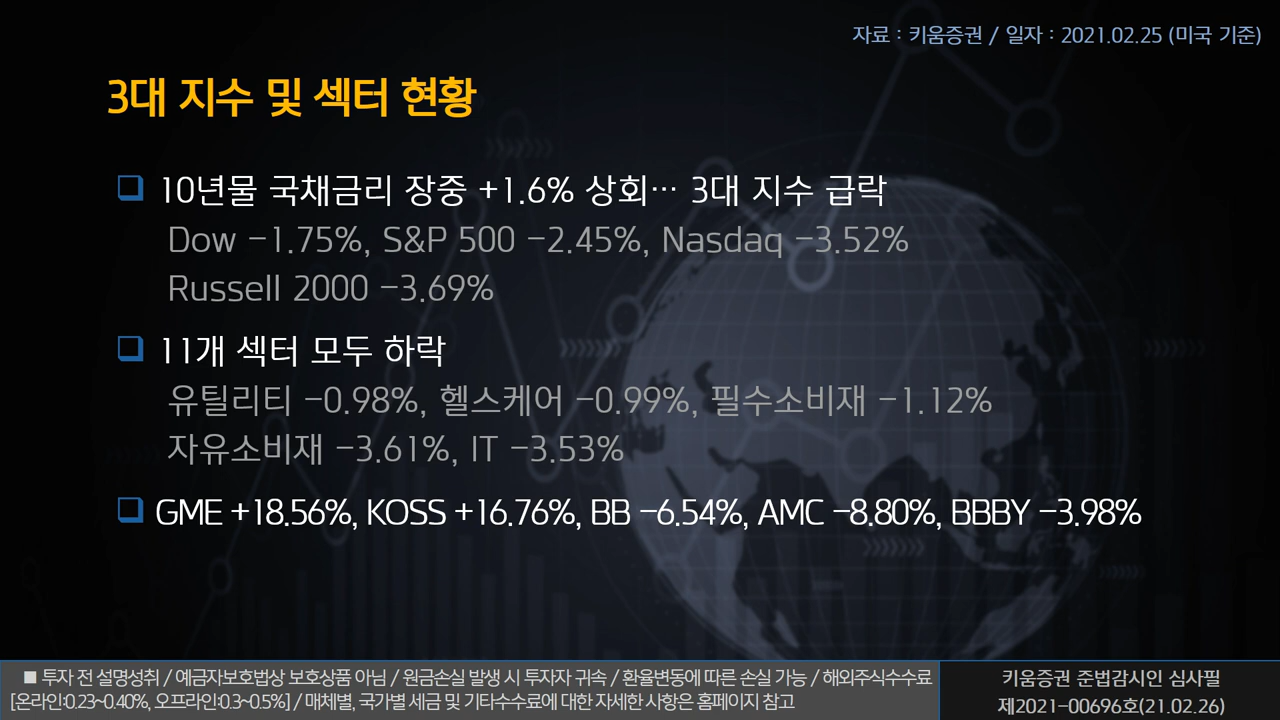 자료 : 키움증권 / 일자 : 2021.02.25 (미국 기준)
3대 지수 및 섹터 현황
❏ 10년물 국채금리 장중 +1.6% 상회… 3대 지수 급락
Dow -1.75%, S&P 500 -2.45%, Nasdaq -3.52%
Russell 2000 -3.69%
❏ 11개 섹터 모두 하락
유틸리티 -0.98%, 헬스케어 -0.99%, 필수소비재 -1.12%
자유소비재 -3.61%, IT -3.53%
❏ GME +18.56%, KOSS +16.76%, BB -6.54%, AMC -8.80%, BBBY -3.98%
■ 투자 전 설명성취 / 예금자보호법상 보호상품 아님 / 원금손실 발생 시 투자자 귀속 / 환율변동에 따른 손실 가능 / 해외주식수수료
[온라인:0.23~0.40%, 오프라인:0.3~0.5%] / 매체별, 국가별 세금 및 기타수수료에 대한 자세한 사항은 홈페이지 참고
키움증권 준법감시인 심사필
제2021-00696호(21.02.26)